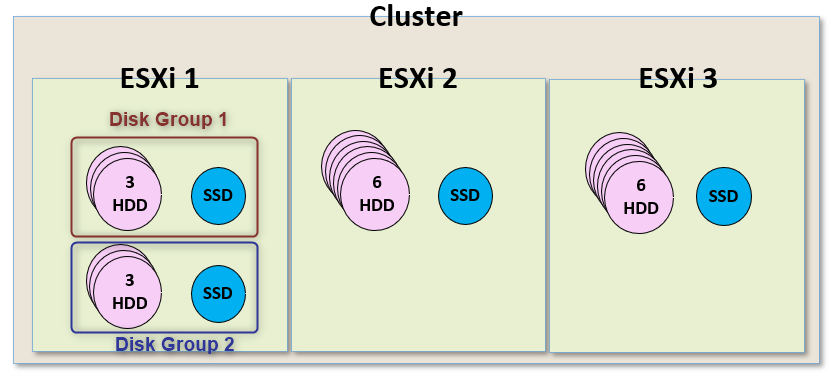 Cluster
ESXi 1
ESXi 2
ESXi 3
Disk Group 1
3
HDD
SSD
6
HDD
SSD
6
HDD
SSD
3
HDD
SSD
Disk Group 2